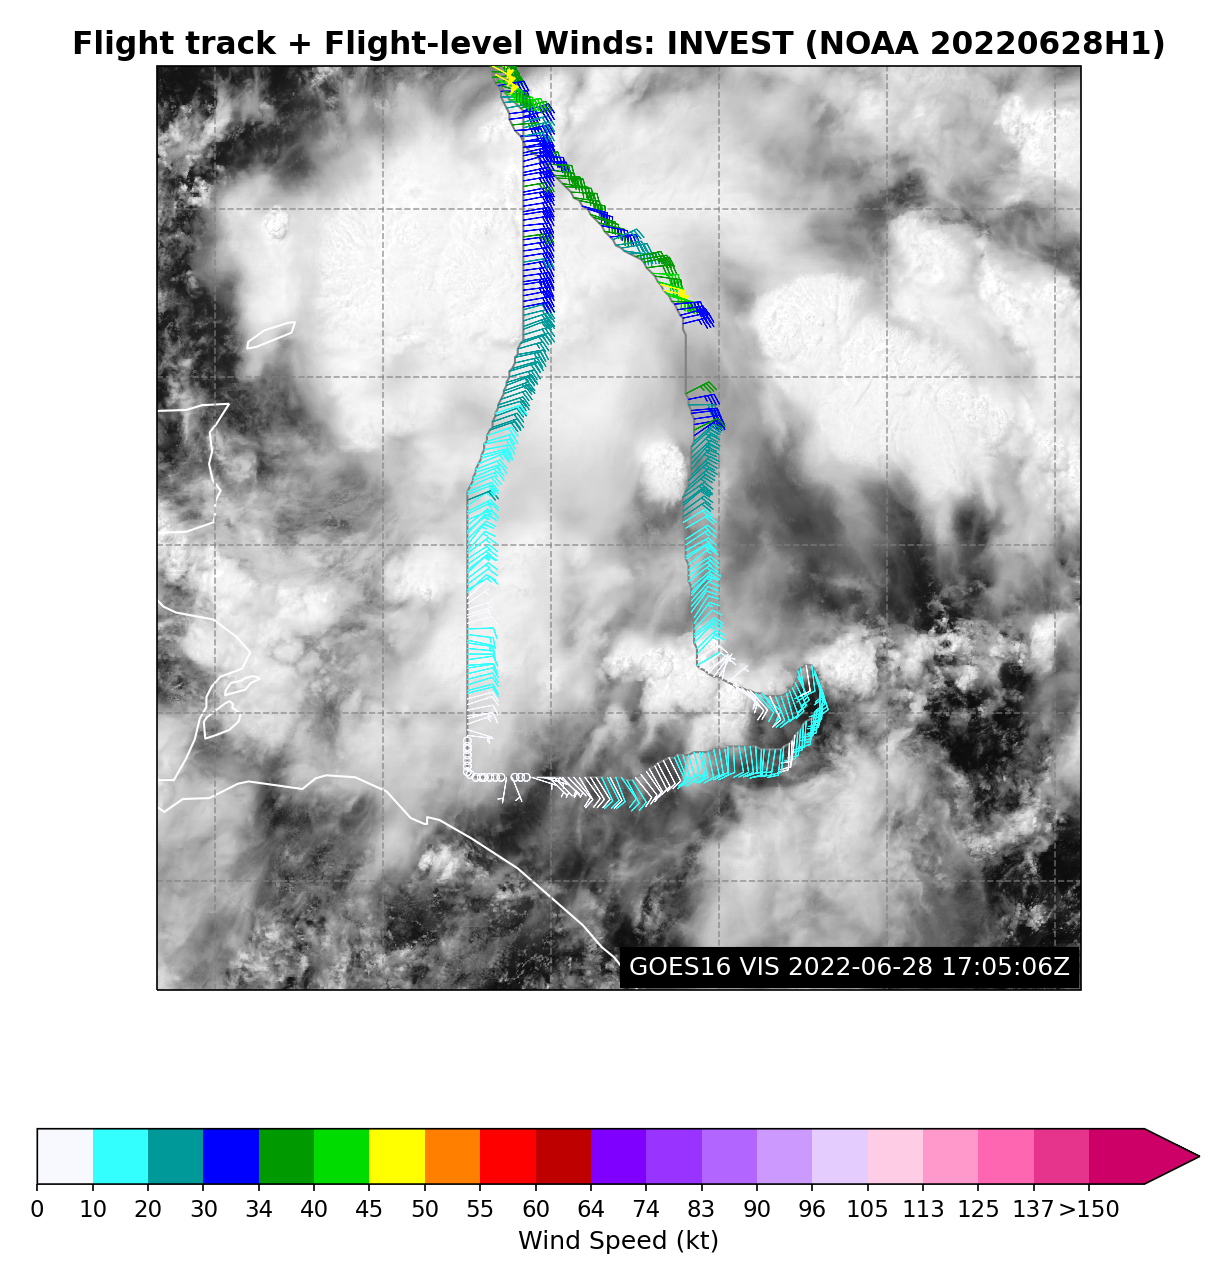 Flight track + Flight-level Winds: INVEST (NOAA 20220628H1)
GOES16 VIS 2022-06-28 17:05:06Z
0 10 20 30 34 40 45 50 55 60 64 74 83 90 96 105 113 125 137 >150
Wind Speed (kt)